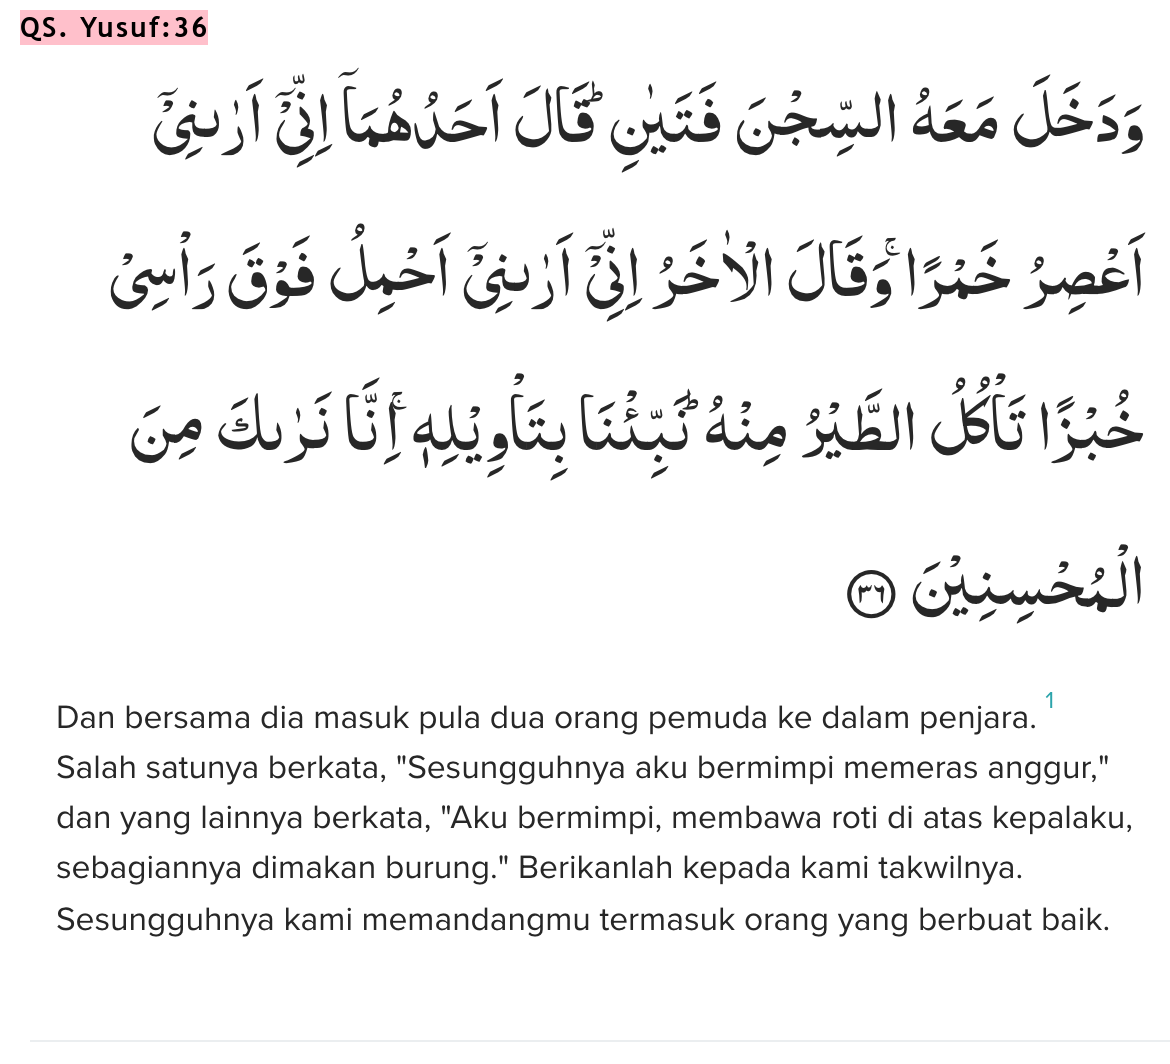 QS. Yusuf:36
وَدَخَلَ مَعَهُ السِّجْنَ فَتَيٰنِۗ قَالَ اَحَدُهُمَآ اِنِّيْٓ اَرٰىنِيْٓ
اَعْصِرُ خَمْرًاۚ وَقَالَ الْاٰخَرُ اِنِّيْٓ اَرٰىنِيْٓ اَحْمِلُ فَوْقَ رَأْسِيْ
خُبْزًا تَأْكُلُ الطَّيْرُ مِنْهُۗ نَبِّئْنَا بِتَأْوِيْلِهٖۚ اِنَّا نَرٰىكَ مِنَ
الْمُحْسِنِيْنَ ٣٦
Dan bersama dia masuk pula dua orang pemuda ke dalam penjara. 1
Salah satunya berkata, "Sesungguhnya aku bermimpi memeras anggur,"
dan yang lainnya berkata, "Aku bermimpi, membawa roti di atas kepalaku,
sebagiannya dimakan burung." Berikanlah kepada kami takwilnya.
Sesungguhnya kami memandangmu termasuk orang yang berbuat baik.